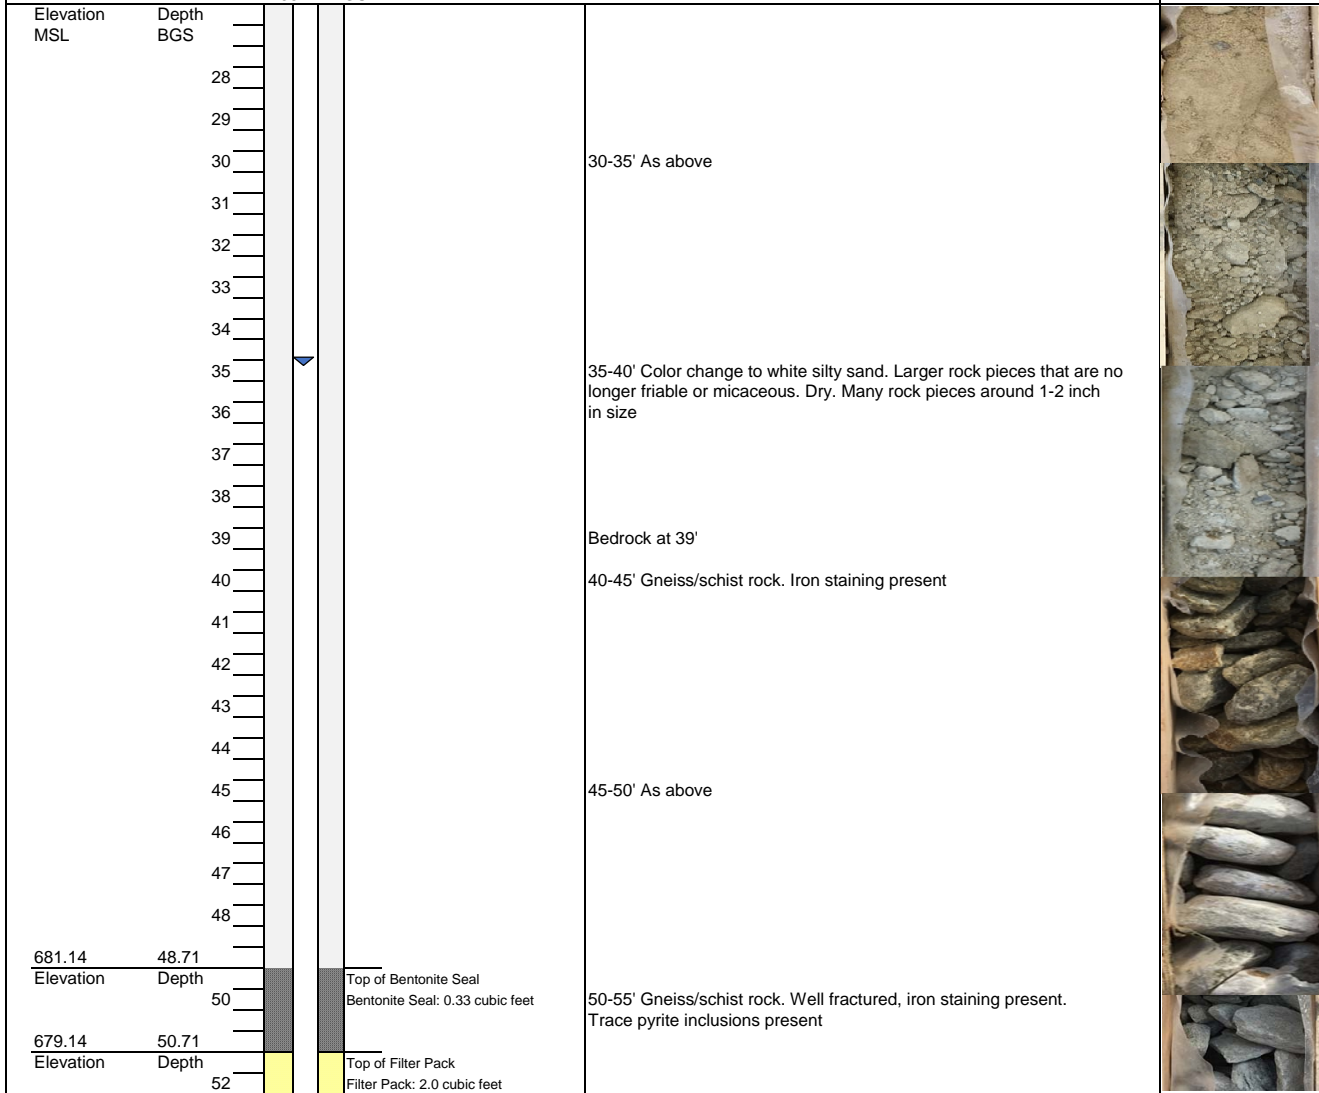 Elevation Depth
MSL BGS
28
29
30 30-35' As above
31
32
33
34
35 35-40' Color change to white silty sand. Larger rock pieces that are no
longer friable or micaceous. Dry. Many rock pieces around 1-2 inch
36 in size
37
38
39 Bedrock at 39'
40 40-45' Gneiss/schist rock. Iron staining present
41
42
43
44
45 45-50' As above
46
47
48
681.14 48.71
Elevation Depth Top of Bentonite Seal
50 Bentonite Seal: 0.33 cubic feet 50-55' Gneiss/schist rock. Well fractured, iron staining present.
Trace pyrite inclusions present
679.14 50.71
Elevation Depth Top of Filter Pack
52 Filter Pack: 2.0 cubic feet